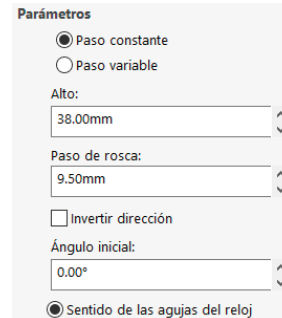 Parámetros
Paso constante
Paso variable
Alto:
38.00mm
Paso de rosca:
9.50mm
Invertir dirección
Ángulo inicial:
0.00°
Sentido de las agujas del reloj